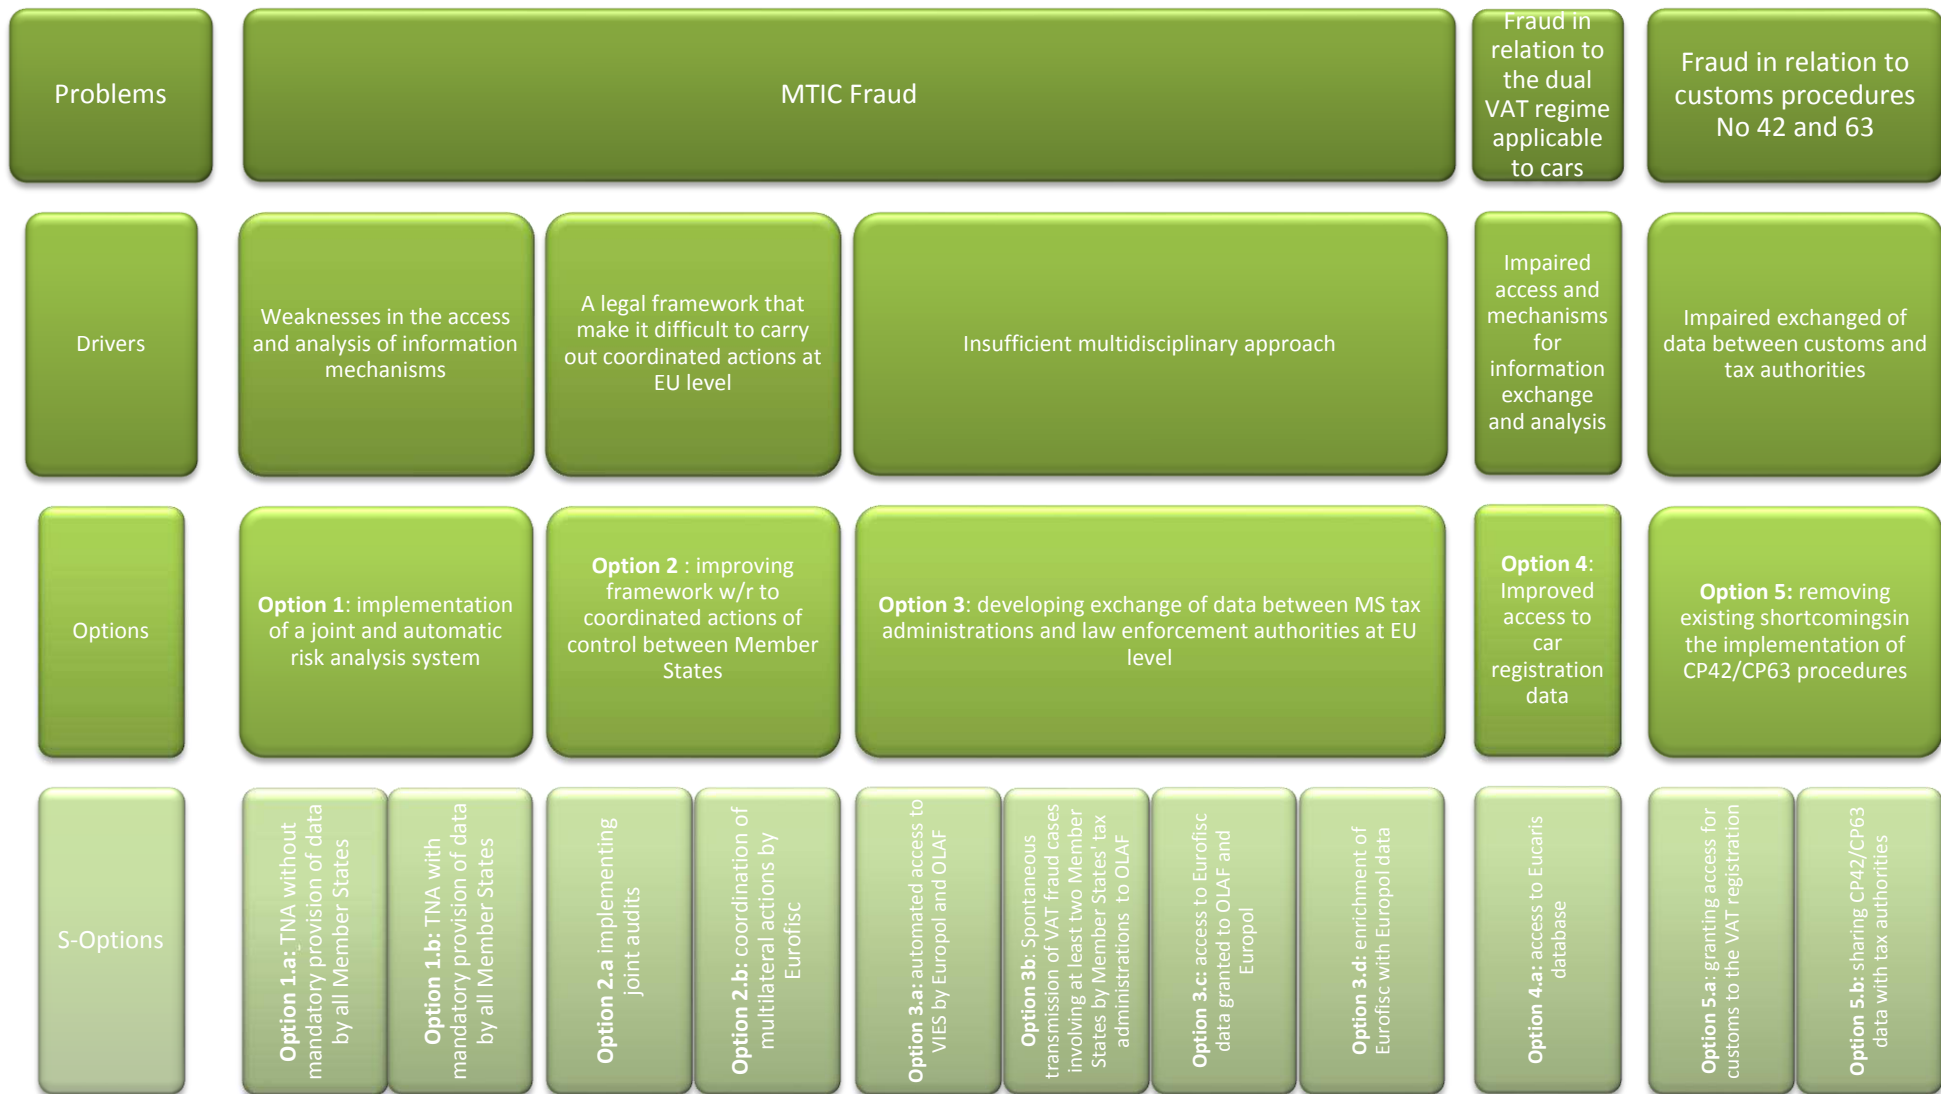 Problems
MTIC Fraud
Fraud in
relation to
the dual
VAT regime
applicable
to cars
Fraud in relation to
customs procedures
No 42 and 63
Drivers
Weaknesses in the access
and analysis of information
mechanisms
A legal framework that
make it difficult to carry
out coordinated actions at
EU level
Insufficient multidisciplinary approach
Impaired
access and
mechanisms
for
information
exchange
and analysis
Impaired exchanged of
data between customs and
tax authorities
Options
Option 1: implementation
of a joint and automatic
risk analysis system
Option 2 : improving
framework w/r to
coordinated actions of
control between Member
States
Option 3: developing exchange of data between MS tax
administrations and law enforcement authorities at EU
level
Option 4:
Improved
access to
car
registration
data
Option 5: removing
existing shortcomingsin
the implementation of
CP42/CP63 procedures
S-Options
Option 1.a: TNA without
mandatory provision of data
by all Member States
Option 1.b: TNA with
mandatory provision of data
by all Member States
Option 2.a implementing
joint audits
Option 2.b: coordination of
multilateral actions by
Eurofisc
Option 3.a: automated access to
VIES by Europol and OLAF
Option 3b: Spontaneous
transmission of VAT fraud cases
involving at least two Member
States by Member States' tax
administrations to OLAF
Option 3.c: access to Eurofisc
data granted to OLAF and
Europol
Option 3.d: enrichment of
Eurofisc with Europol data
Option 4.a: access to Eucaris
database
Option 5.a : granting access for
customs to the VAT registration
Option 5.b: sharing CP42/CP63
data with tax authorities